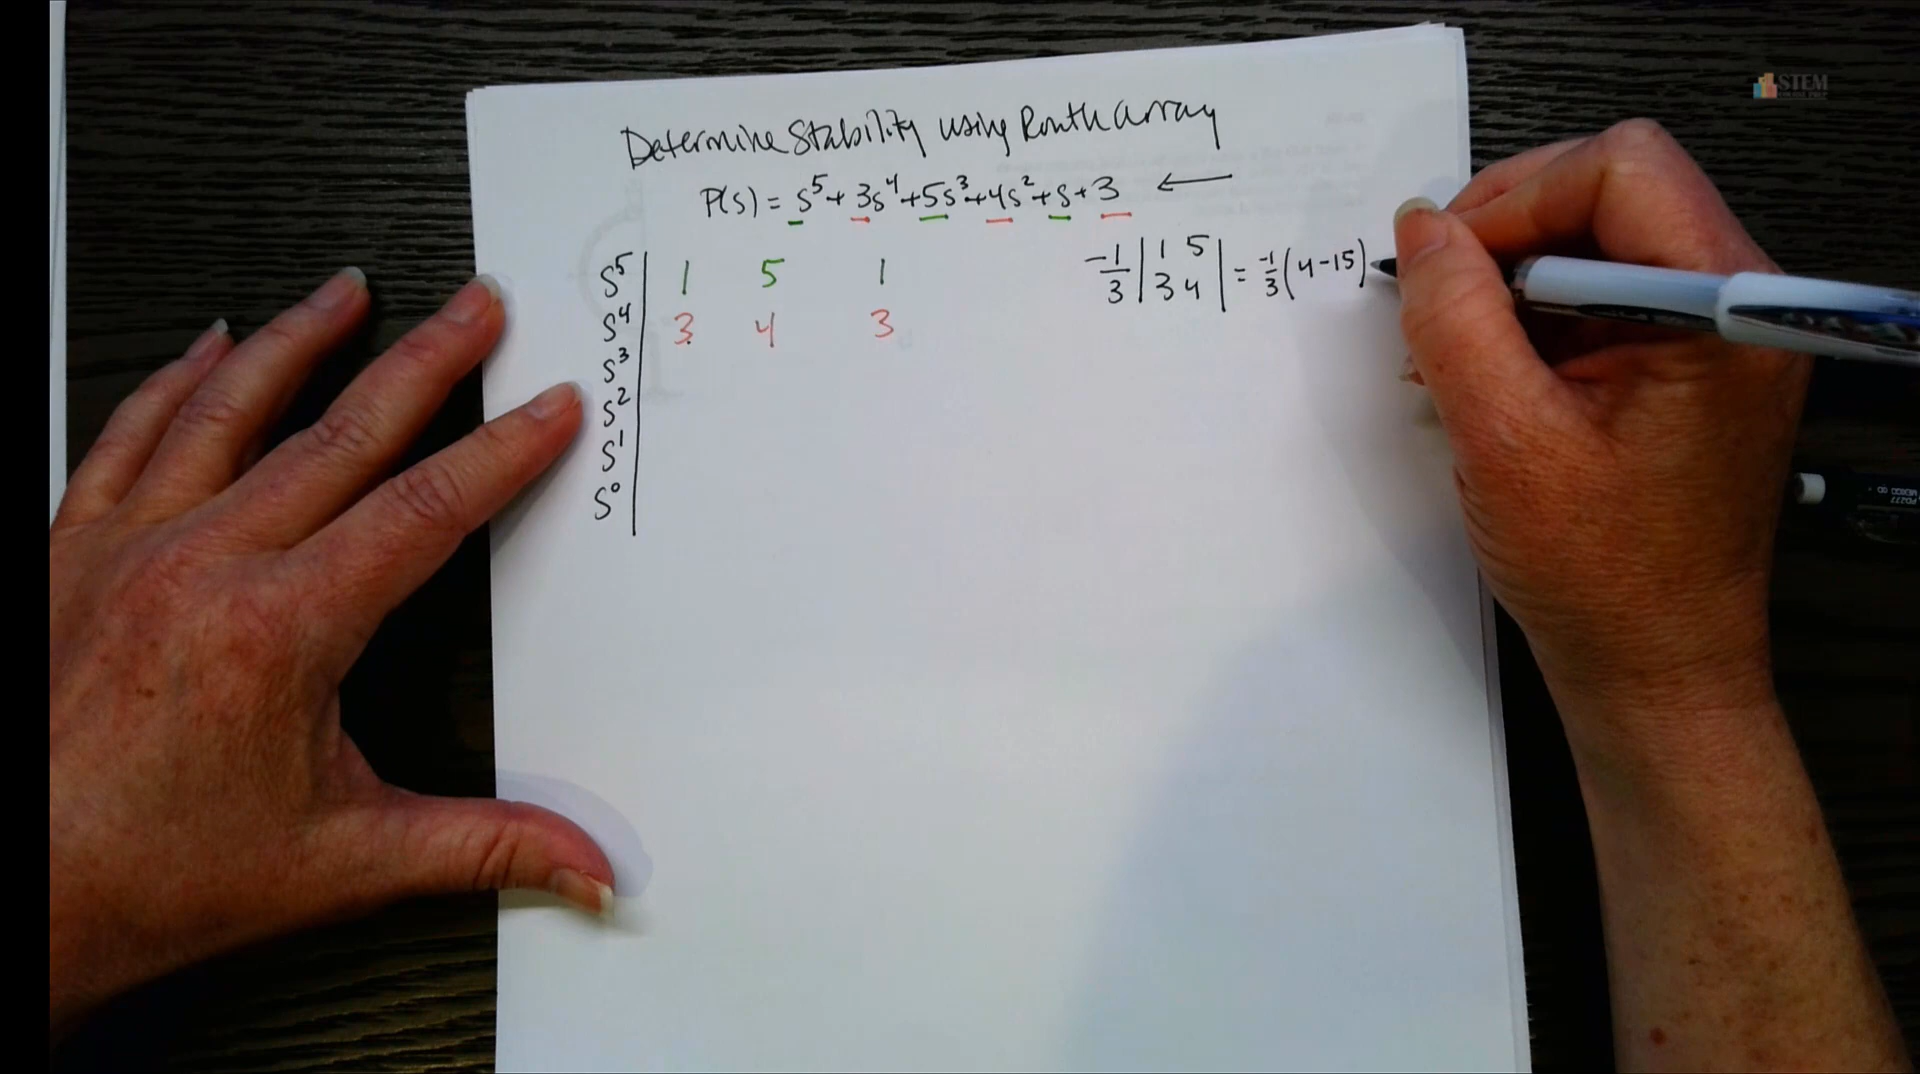 STEM
Determine Stability using Routh array
P(s) = s⁵ + 3s⁴ + 5s³ + 4s² + s + 3 ←
s⁵ | 1 5 1
s⁴ | 3 4 3
s³
s²
s¹
s⁰
-1/3 | 1 5 | = -1/3 (4-15)
| 3 4 |